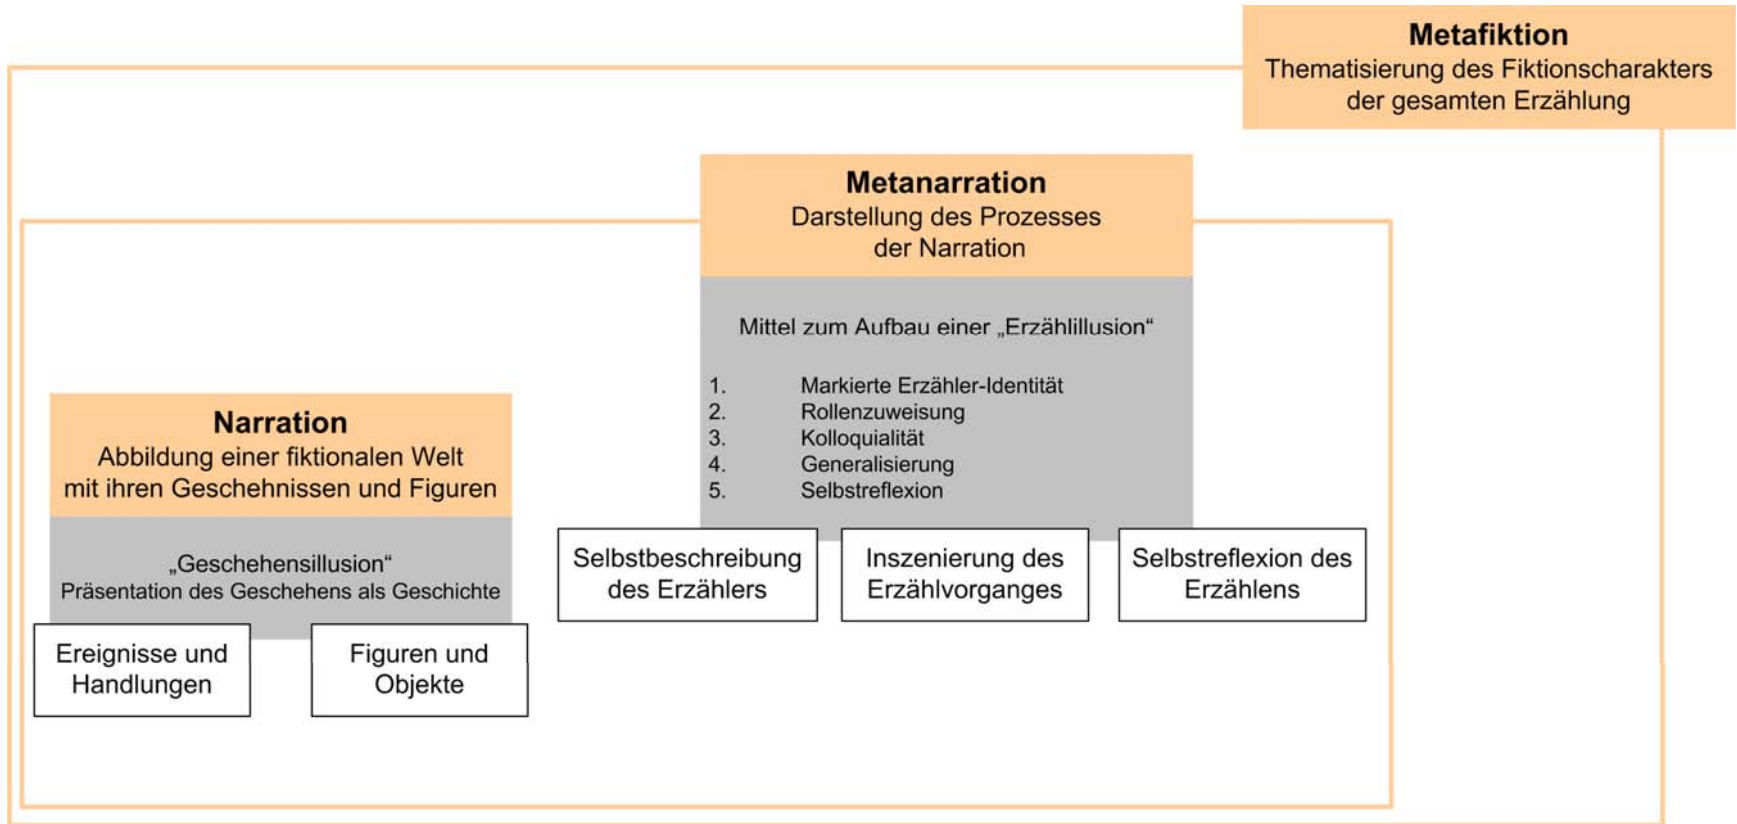 Metafiktion
Thematisierung des Fiktionscharakters
der gesamten Erzählung
Metanarration
Darstellung des Prozesses
der Narration
Mittel zum Aufbau einer „Erzählillusion“
1. Markierte Erzähler-Identität
2. Rollenzuweisung
3. Kolloquialität
4. Generalisierung
5. Selbstreflexion
Selbstbeschreibung
des Erzählers
Inszenierung des
Erzählvorganges
Selbstreflexion des
Erzählens
Narration
Abbildung einer fiktionalen Welt
mit ihren Geschehnissen und Figuren
„Geschehensillusion“
Präsentation des Geschehens als Geschichte
Ereignisse und
Handlungen
Figuren und
Objekte